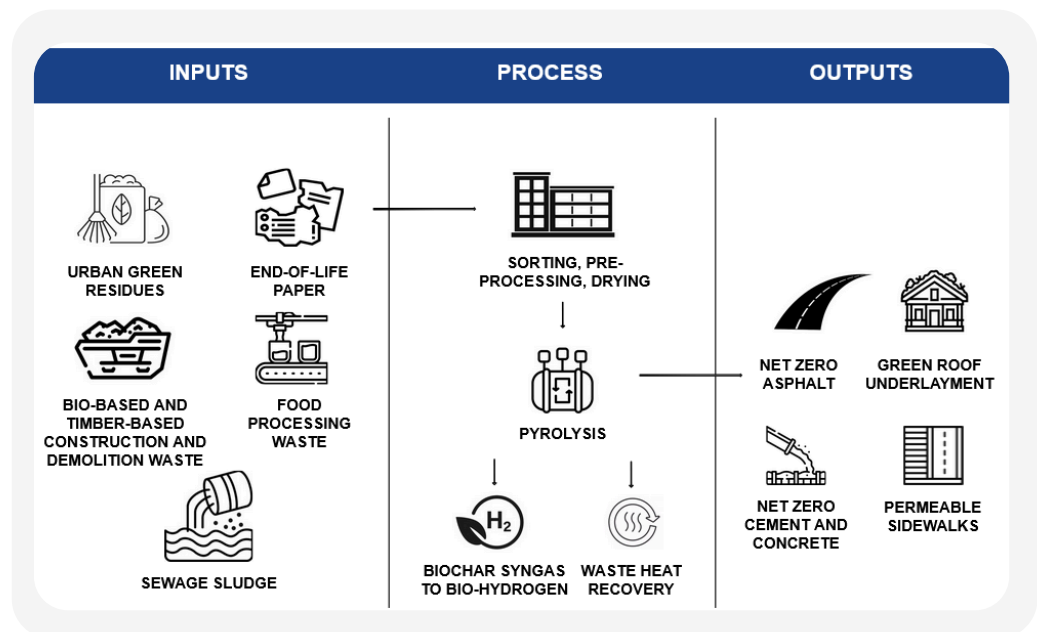 INPUTS
PROCESS
OUTPUTS
URBAN GREEN
RESIDUES
END-OF-LIFE
PAPER
BIO-BASED AND
TIMBER-BASED
CONSTRUCTION AND
DEMOLITION WASTE
FOOD
PROCESSING
WASTE
SEWAGE SLUDGE
SORTING, PRE-
PROCESSING, DRYING
PYROLYSIS
H₂
BIOCHAR SYNGAS
TO BIO-HYDROGEN
WASTE HEAT
RECOVERY
NET ZERO
ASPHALT
GREEN ROOF
UNDERLAYMENT
NET ZERO
CEMENT AND
CONCRETE
PERMEABLE
SIDEWALKS